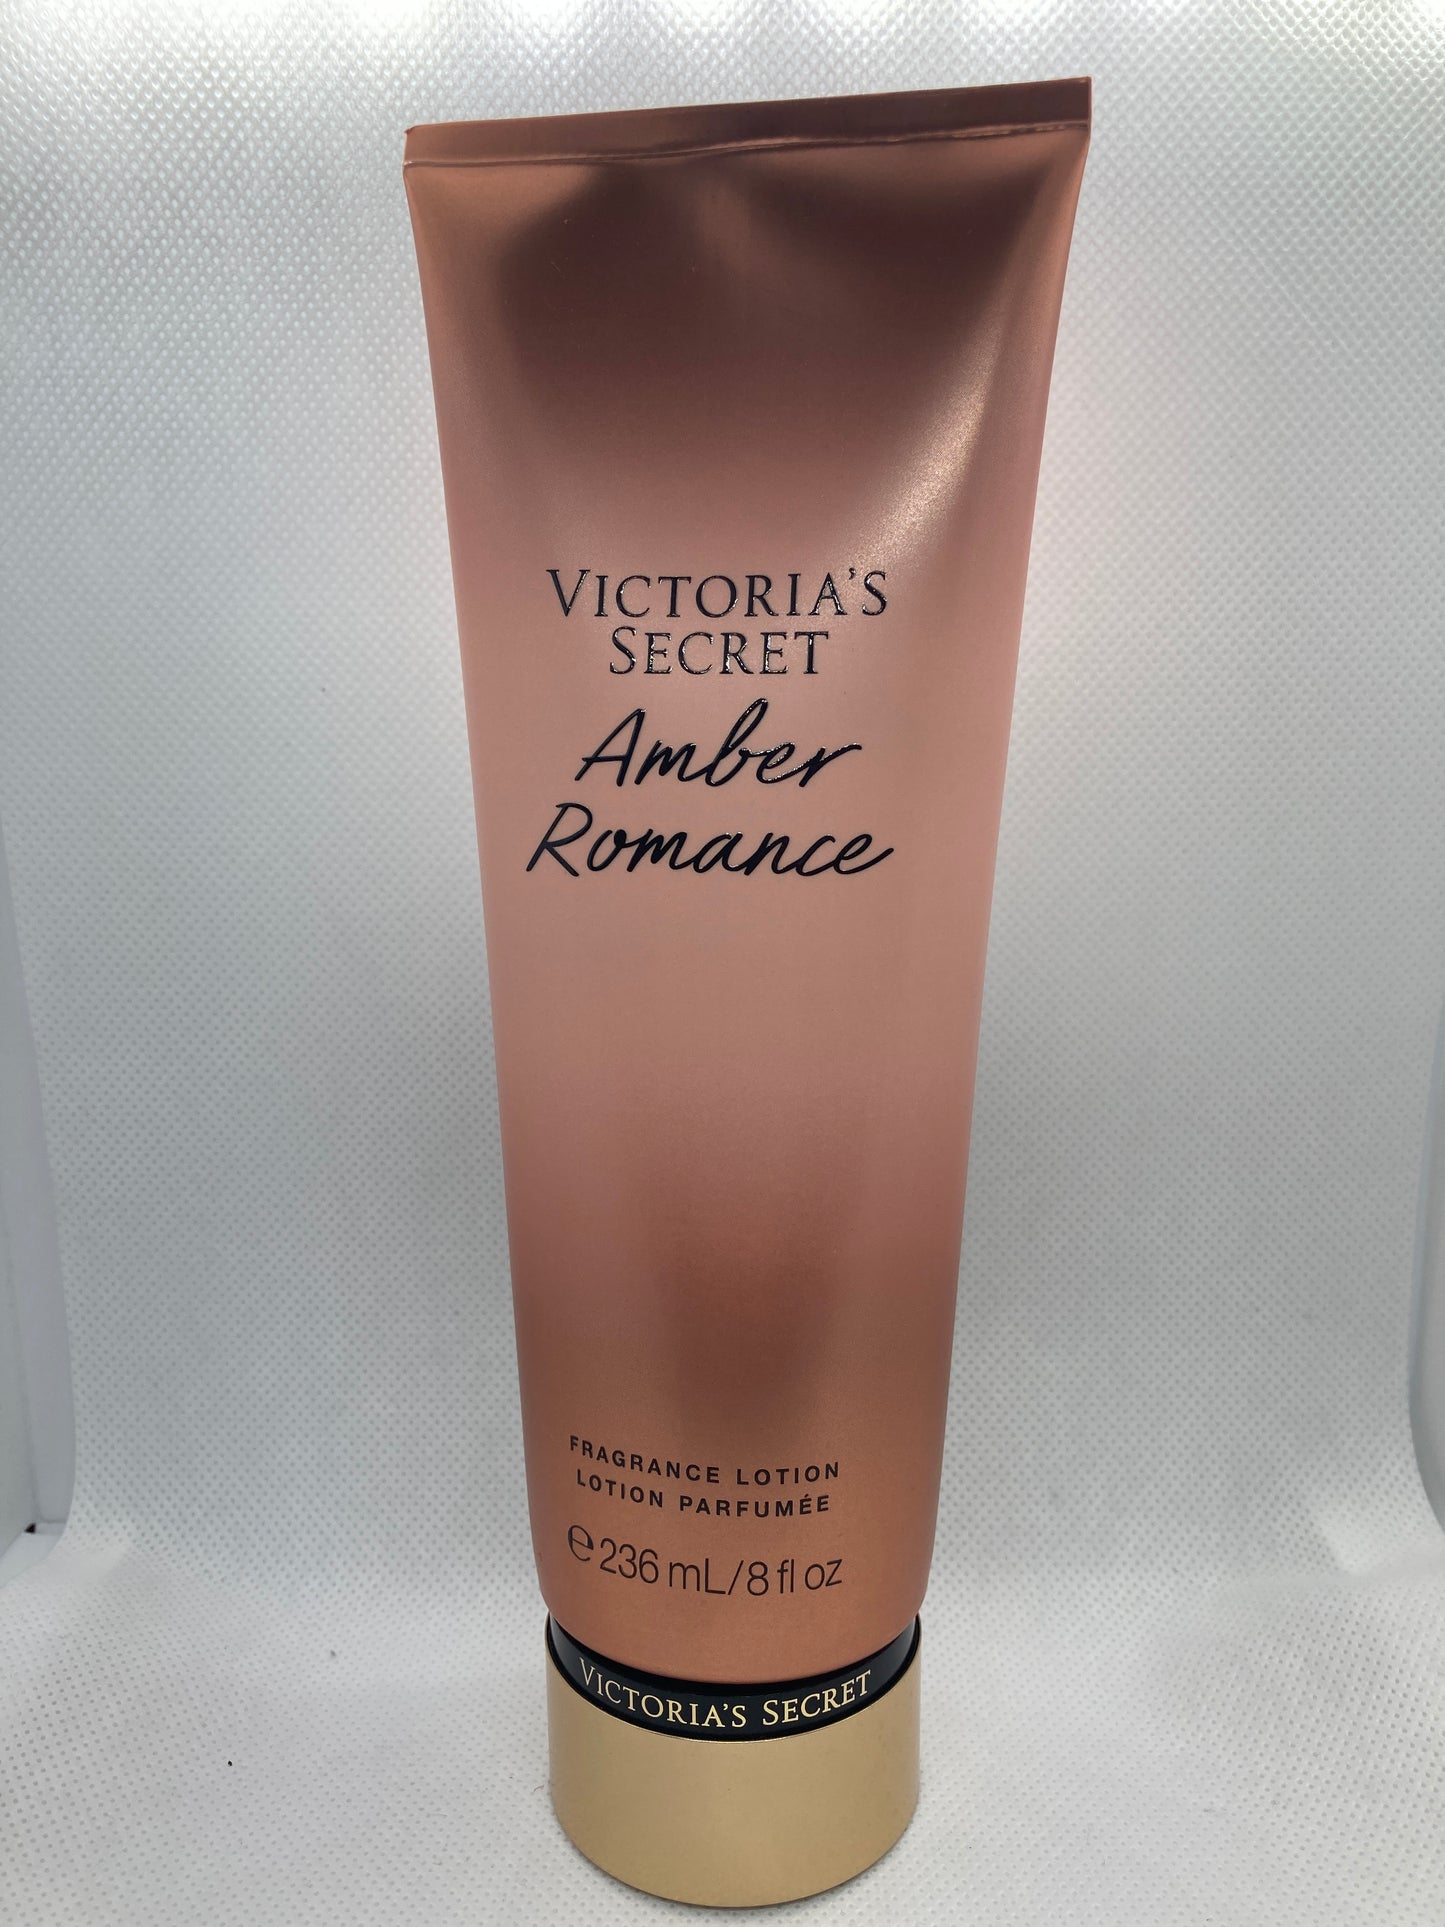 VICTORIA'S
SECRET
Amber
Romance
FRAGRANCE LOTION
LOTION PARFUMÉE
℮ 236 mL/8 fl oz
VICTORIA'S SECRET